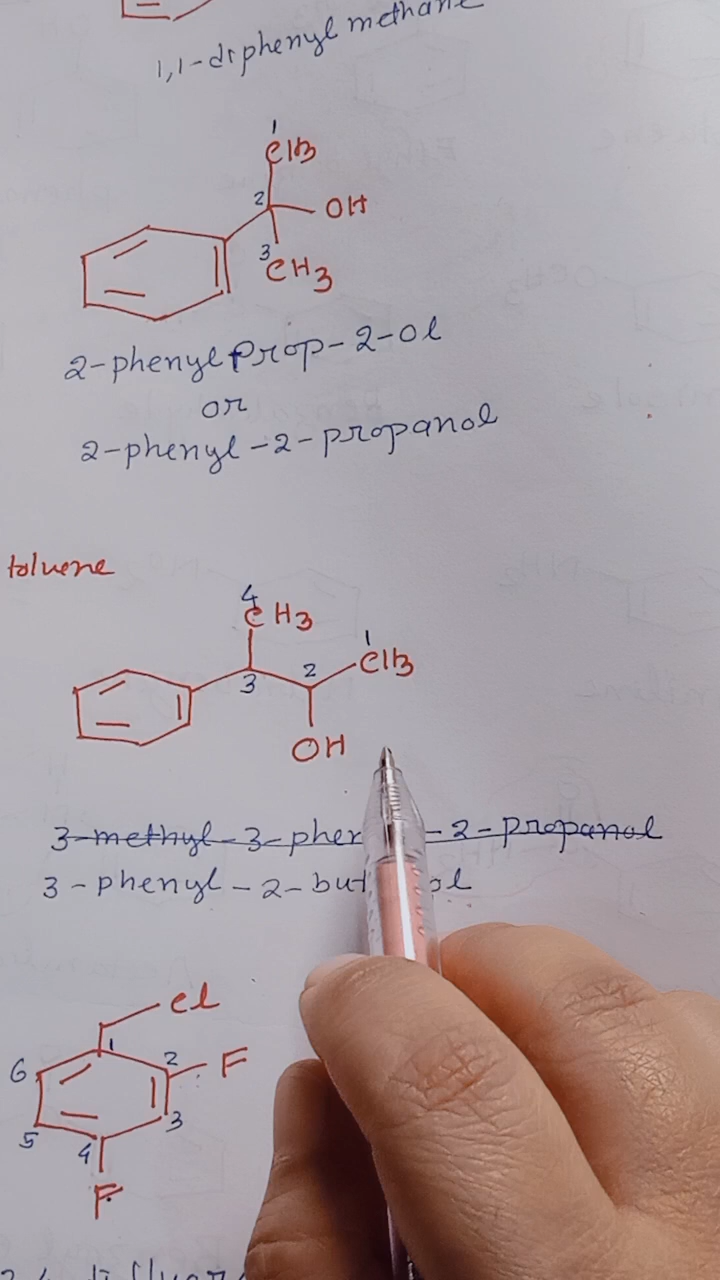 1,1-diphenyl methane
1
CH3
2
OH
3
CH3
2-phenylprop-2-ol
or
2-phenyl-2-propanol
toluene
4
CH3
1
CH3
2
3
OH
3-methyl-3-phen -2-propanol
3-phenyl-2-but ol
Cl
1
2
F
6
3
5
4
F